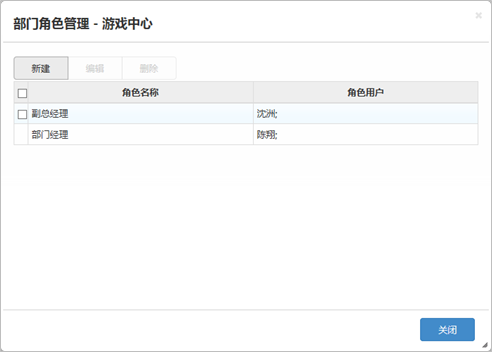 部门角色管理 - 游戏中心
×
新建 编辑 删除
角色名称 角色用户
副总经理 沈洲;
部门经理 陈翔;
关闭